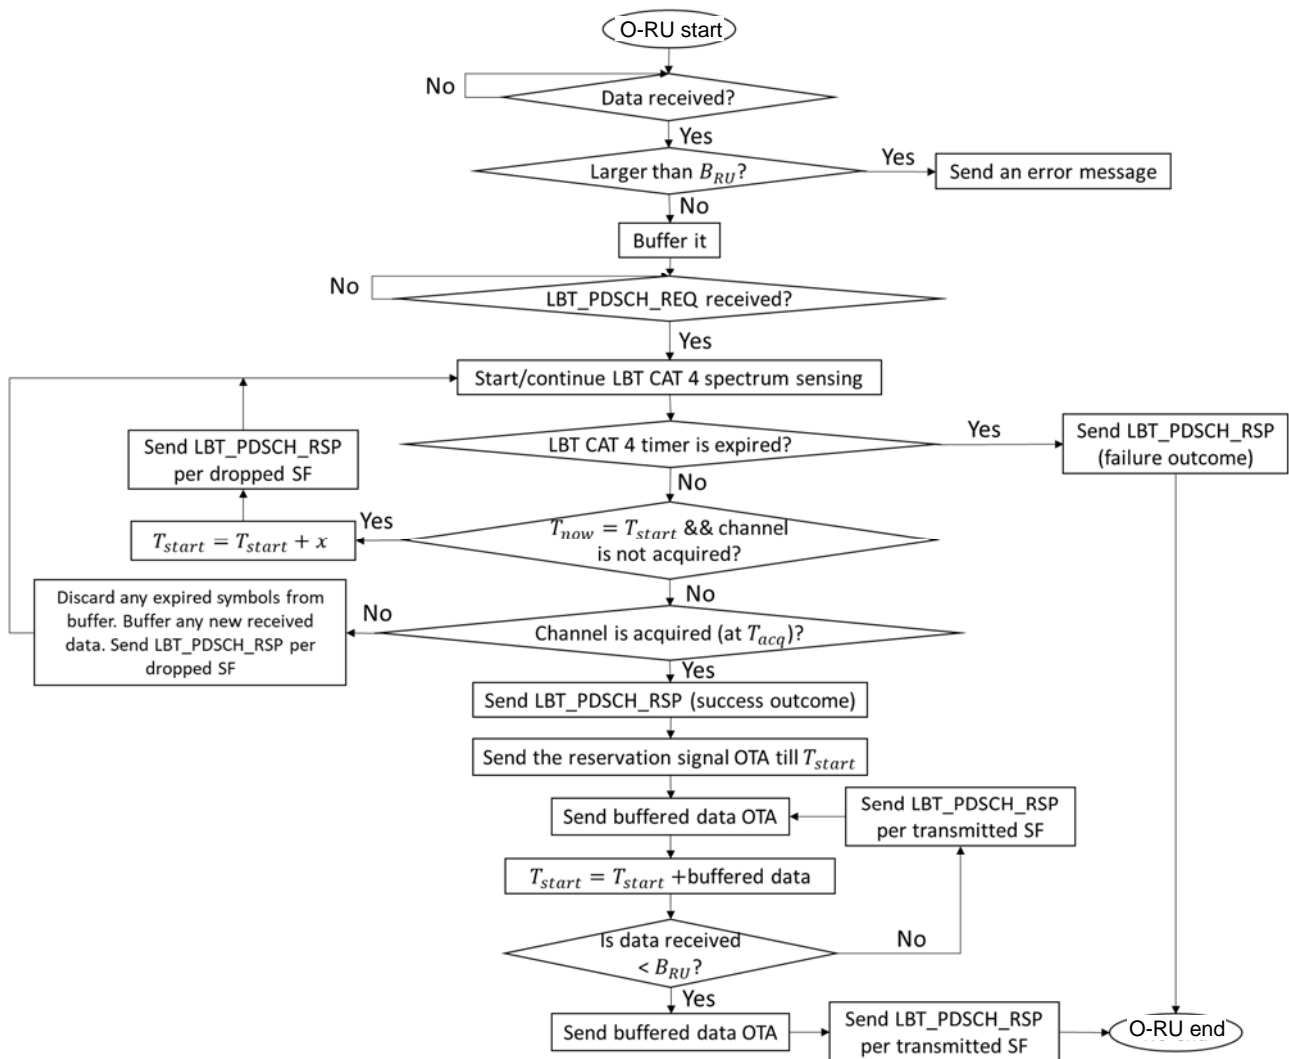 O-RU start
No
Data received?
Yes
Larger than B_RU?
Yes
Send an error message
No
Buffer it
No
LBT_PDSCH_REQ received?
Yes
Start/continue LBT CAT 4 spectrum sensing
Send LBT_PDSCH_RSP
per dropped SF
LBT CAT 4 timer is expired?
Yes
Send LBT_PDSCH_RSP
(failure outcome)
No
T_start = T_start + x
Yes
T_now = T_start && channel
is not acquired?
No
Discard any expired symbols from
buffer. Buffer any new received
data. Send LBT_PDSCH_RSP per
dropped SF
No
Channel is acquired (at T_acq)?
Yes
Send LBT_PDSCH_RSP (success outcome)
Send the reservation signal OTA till T_start
Send buffered data OTA
Send LBT_PDSCH_RSP
per transmitted SF
T_start = T_start +buffered data
Is data received
< B_RU?
No
Yes
Send buffered data OTA
Send LBT_PDSCH_RSP
per transmitted SF
O-RU end